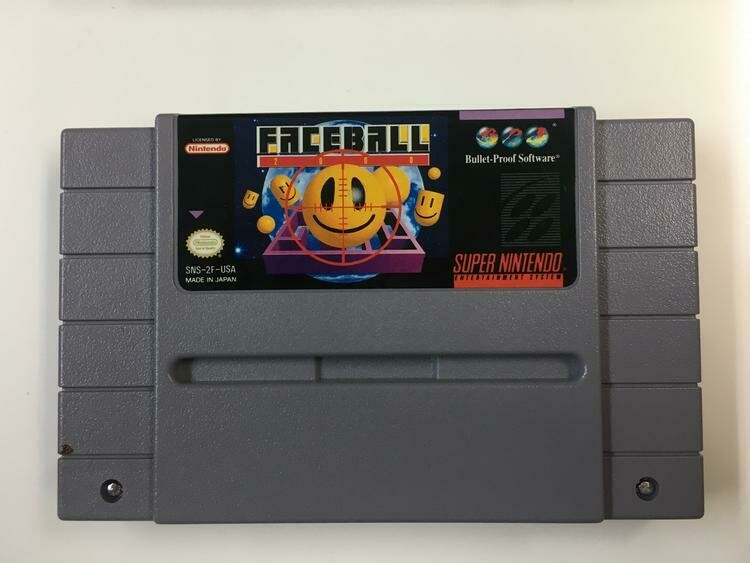 LICENSED BY
Nintendo
SNS-2F-USA
MADE IN JAPAN
FACEBALL
2000
Bullet-Proof Software®
SUPER NINTENDO
ENTERTAINMENT SYSTEM